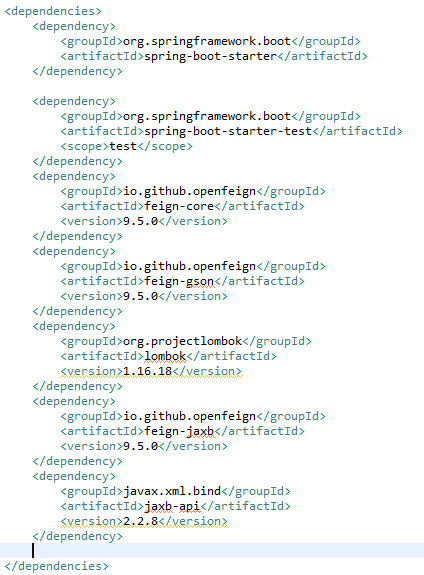 <dependencies>
    <dependency>
        <groupId>org.springframework.boot</groupId>
        <artifactId>spring-boot-starter</artifactId>
    </dependency>

    <dependency>
        <groupId>org.springframework.boot</groupId>
        <artifactId>spring-boot-starter-test</artifactId>
        <scope>test</scope>
    </dependency>
    <dependency>
        <groupId>io.github.openfeign</groupId>
        <artifactId>feign-core</artifactId>
        <version>9.5.0</version>
    </dependency>
    <dependency>
        <groupId>io.github.openfeign</groupId>
        <artifactId>feign-gson</artifactId>
        <version>9.5.0</version>
    </dependency>
    <dependency>
        <groupId>org.projectlombok</groupId>
        <artifactId>lombok</artifactId>
        <version>1.16.18</version>
    </dependency>
    <dependency>
        <groupId>io.github.openfeign</groupId>
        <artifactId>feign-jaxb</artifactId>
        <version>9.5.0</version>
    </dependency>
    <dependency>
        <groupId>javax.xml.bind</groupId>
        <artifactId>jaxb-api</artifactId>
        <version>2.2.8</version>
    </dependency>

</dependencies>